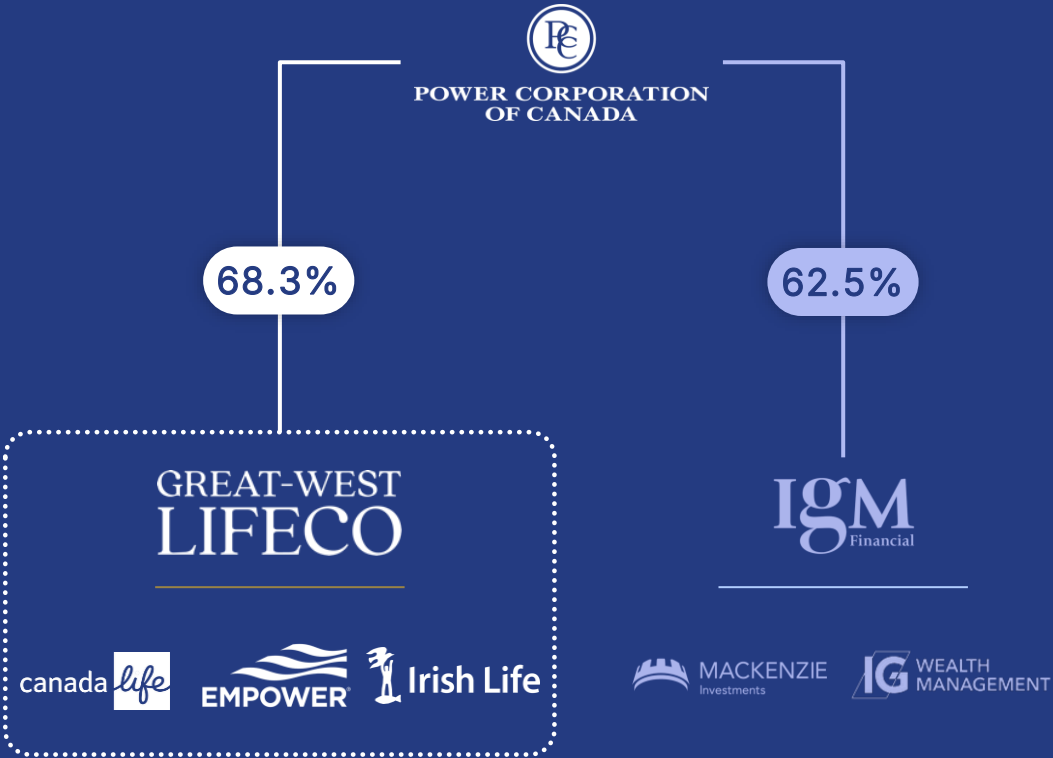 PCC
POWER CORPORATION
OF CANADA
68.3%
62.5%
GREAT-WEST
LIFECO
IGM
Financial
canada life
EMPOWER®
Irish Life
MACKENZIE
Investments
IG WEALTH
MANAGEMENT